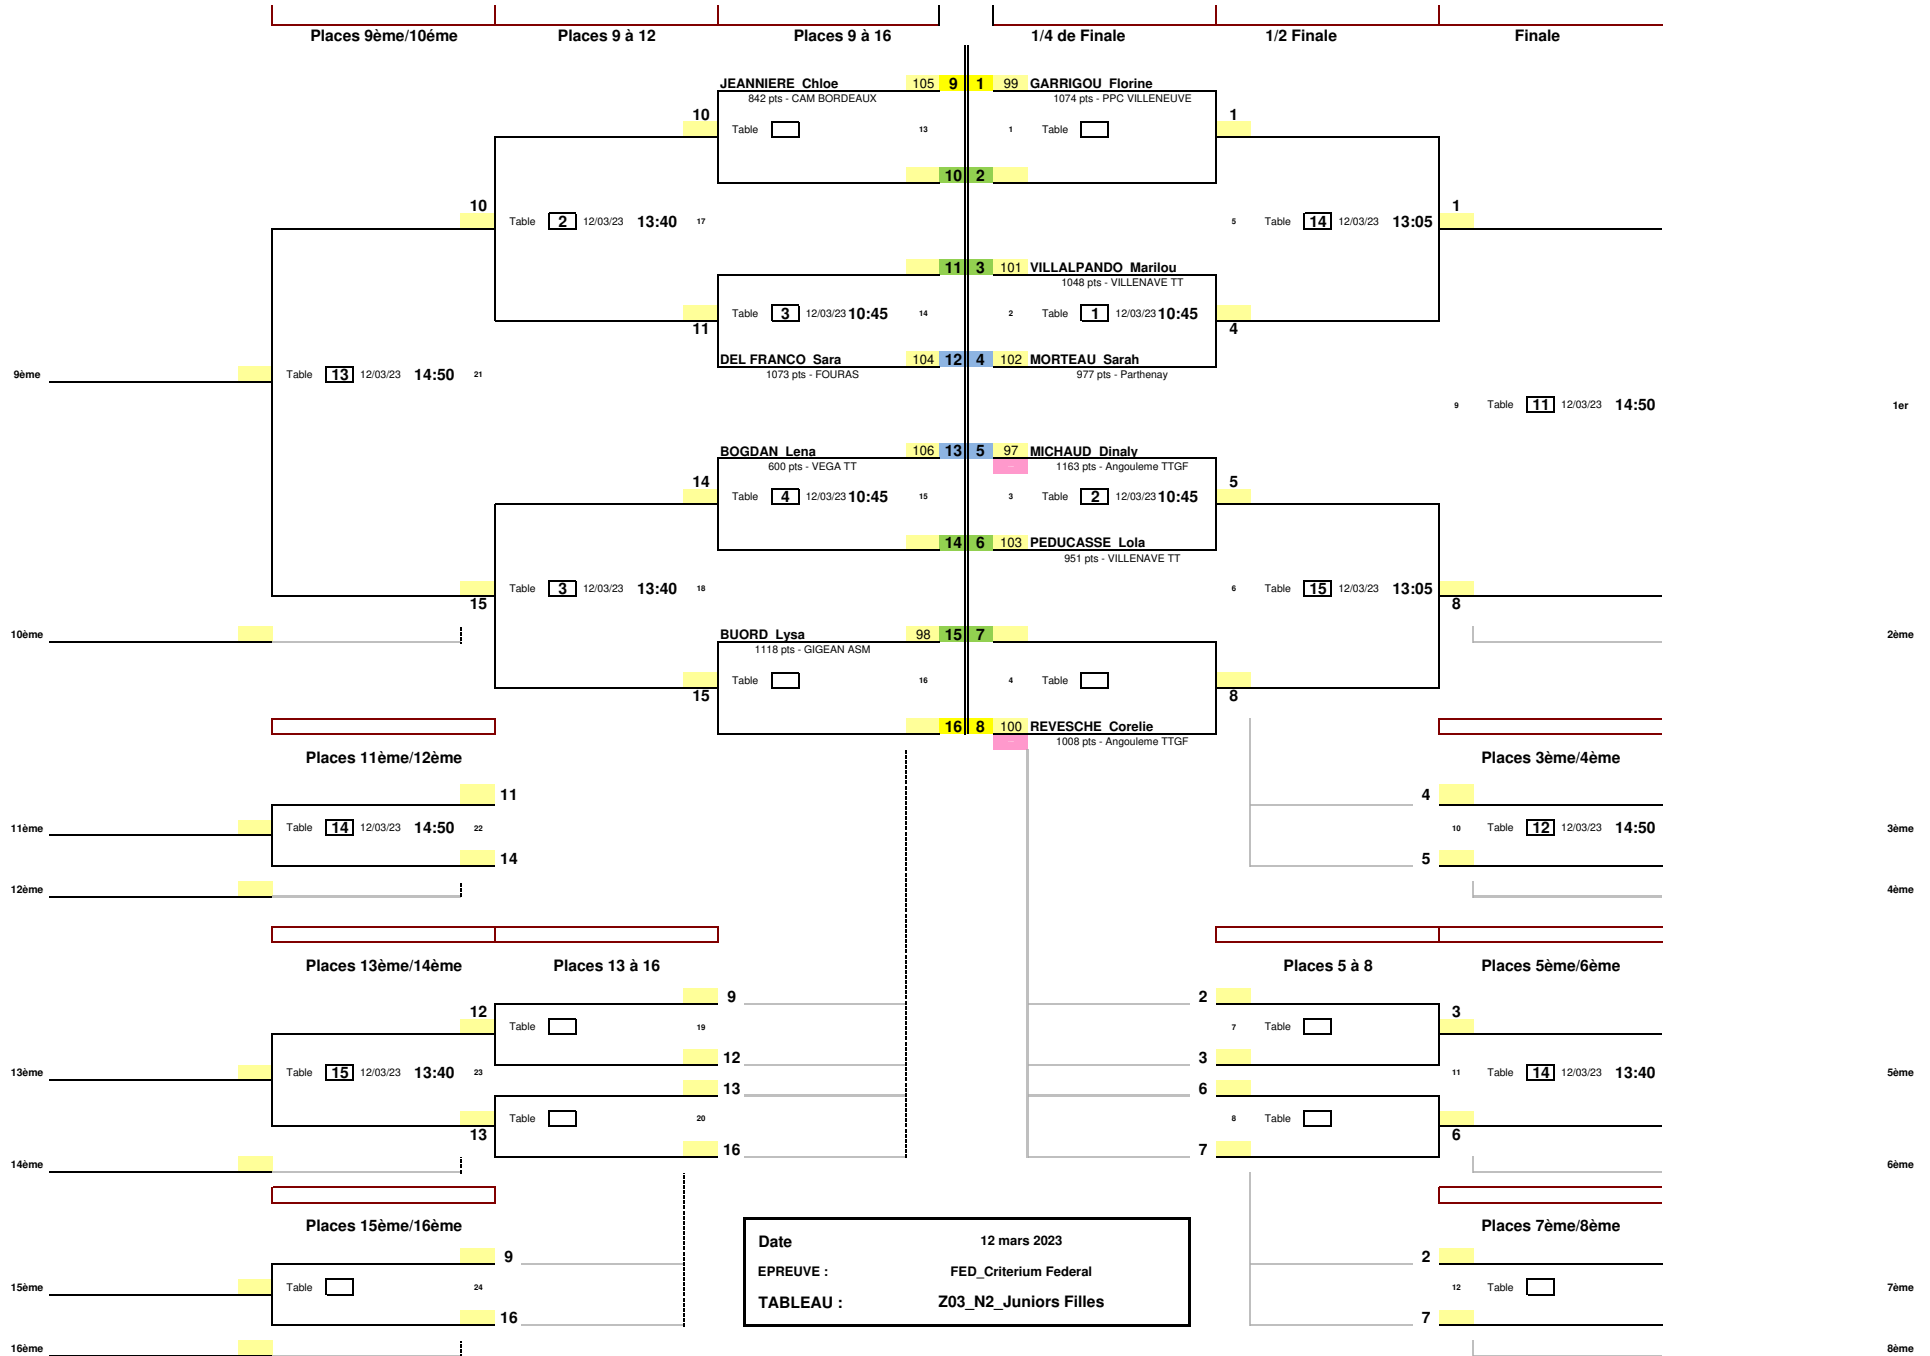 Places 9ème/10éme Places 9 à 12 Places 9 à 16 1/4 de Finale 1/2 Finale Finale
JEANNIERE Chloe 105 9 1 99 GARRIGOU Florine
842 pts - CAM BORDEAUX 1074 pts - PPC VILLENEUVE
10 1
Table 13 1 Table
10 2
10 1
Table 2 12/03/23 13:40 17 5 Table 14 12/03/23 13:05
11 3 101 VILLALPANDO Marilou
1048 pts - VILLENAVE TT
Table 3 12/03/23 10:45 14 2 Table 1 12/03/23 10:45
11 4
DEL FRANCO Sara 104 12 4 102 MORTEAU Sarah
1073 pts - FOURAS 977 pts - Parthenay
9ème Table 13 12/03/23 14:50 21
9 Table 11 12/03/23 14:50 1er
BOGDAN Lena 106 13 5 97 MICHAUD Dinaly
600 pts - VEGA TT 1163 pts - Angouleme TTGF
14 5
Table 4 12/03/23 10:45 15 3 Table 2 12/03/23 10:45
14 6 103 PEDUCASSE Lola
951 pts - VILLENAVE TT
Table 3 12/03/23 13:40 18 6 Table 15 12/03/23 13:05
15 8
10ème BUORD Lysa 98 15 7 2ème
1118 pts - GIGEAN ASM
Table 16 4 Table
15 8
16 8 100 REVESCHE Corelie
1008 pts - Angouleme TTGF
Places 11ème/12ème Places 3ème/4ème
11 4
11ème Table 14 12/03/23 14:50 22 10 Table 12 12/03/23 14:50 3ème
14 5
12ème 4ème
Places 13ème/14ème Places 13 à 16 Places 5 à 8 Places 5ème/6ème
9 2
12 3
Table 19 7 Table
12 3
13ème Table 15 12/03/23 13:40 23 11 Table 14 12/03/23 13:40 5ème
13 6
Table 20 8 Table
13 6
16 7
14ème 6ème
Places 15ème/16ème Places 7ème/8ème
Date 12 mars 2023
9 2
EPREUVE : FED_Criterium Federal
15ème Table 24 12 Table 7ème
TABLEAU : Z03_N2_Juniors Filles
16 7
16ème 8ème